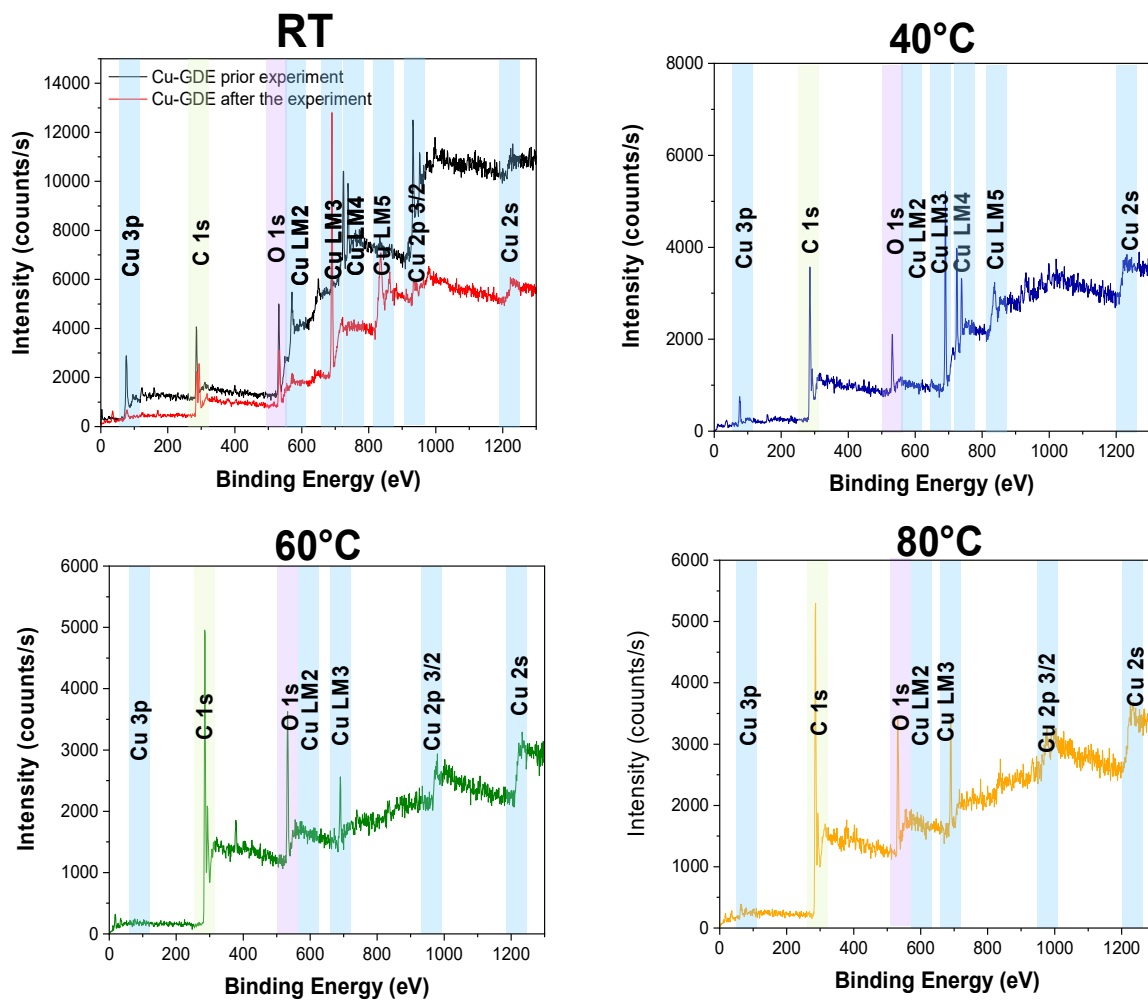 RT
Intensity (couunts/s)
14000
12000
10000
8000
6000
4000
2000
0
Cu-GDE prior experiment
Cu-GDE after the experiment
Cu 3p
C 1s
O 1s
Cu LM2
Cu LM3
Cu LM4
Cu LM5
Cu 2p 3/2
Cu 2s
0 200 400 600 800 1000 1200
Binding Energy (eV)
40°C
Intensity (couunts/s)
8000
6000
4000
2000
0
Cu 3p
C 1s
O 1s
Cu LM2
Cu LM3
Cu LM4
Cu LM5
Cu 2s
0 200 400 600 800 1000 1200
Binding Energy (eV)
60°C
Intensity (counts/s)
6000
5000
4000
3000
2000
1000
0
Cu 3p
C 1s
O 1s
Cu LM2
Cu LM3
Cu 2p 3/2
Cu 2s
0 200 400 600 800 1000 1200
Binding Energy (eV)
80°C
Intensity (couunts/s)
6000
5000
4000
3000
2000
1000
0
Cu 3p
C 1s
O 1s
Cu LM2
Cu LM3
Cu 2p 3/2
Cu 2s
0 200 400 600 800 1000 1200
Binding Energy (eV)